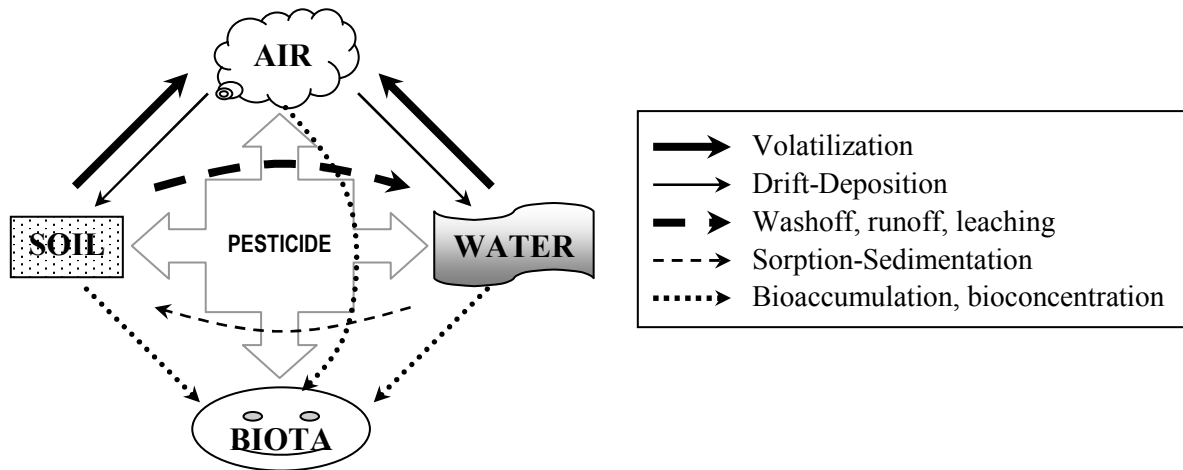 AIR
SOIL
PESTICIDE
WATER
BIOTA
Volatilization
Drift-Deposition
Washoff, runoff, leaching
Sorption-Sedimentation
Bioaccumulation, bioconcentration